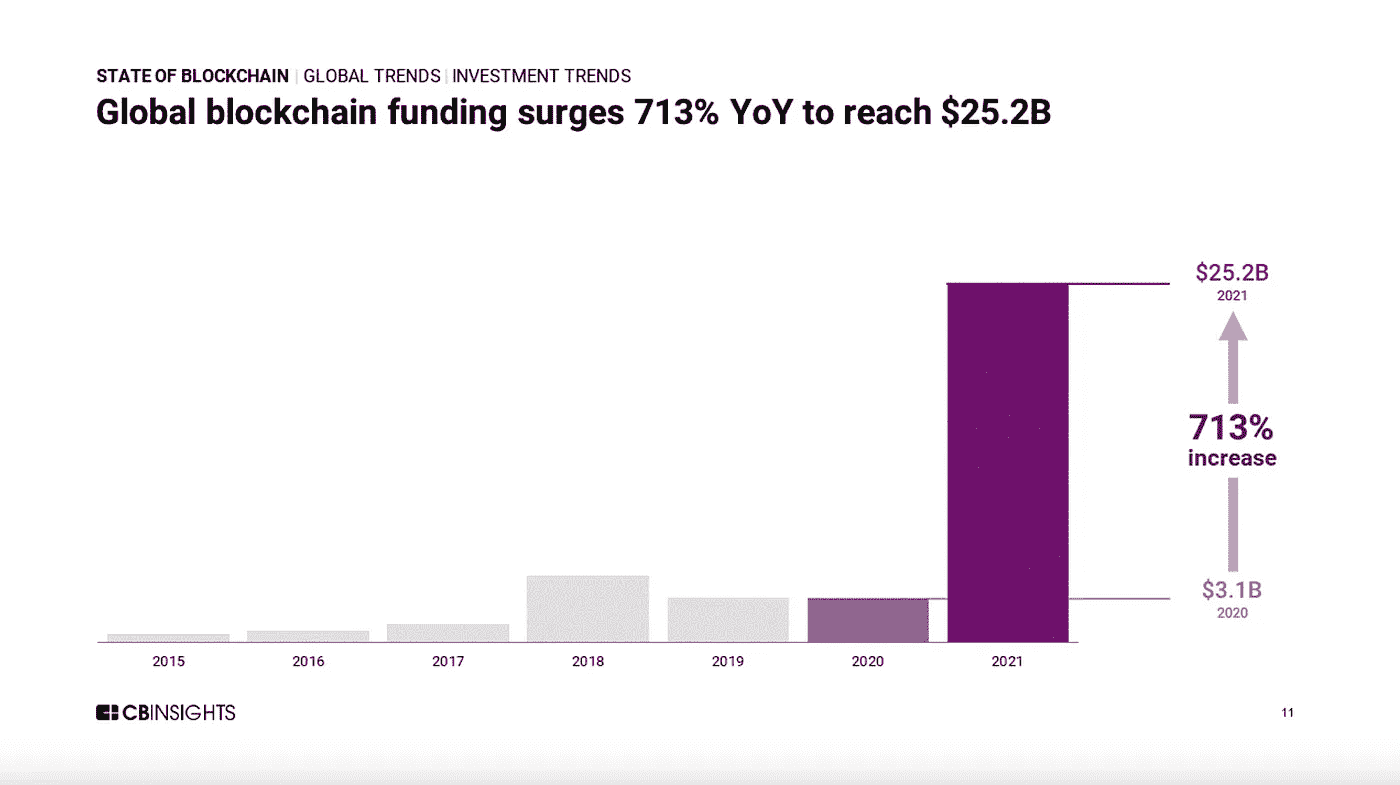 STATE OF BLOCKCHAIN | GLOBAL TRENDS | INVESTMENT TRENDS
Global blockchain funding surges 713% YoY to reach $25.2B
$25.2B
2021
713%
increase
$3.1B
2020
2015 2016 2017 2018 2019 2020 2021
CBINSIGHTS
11